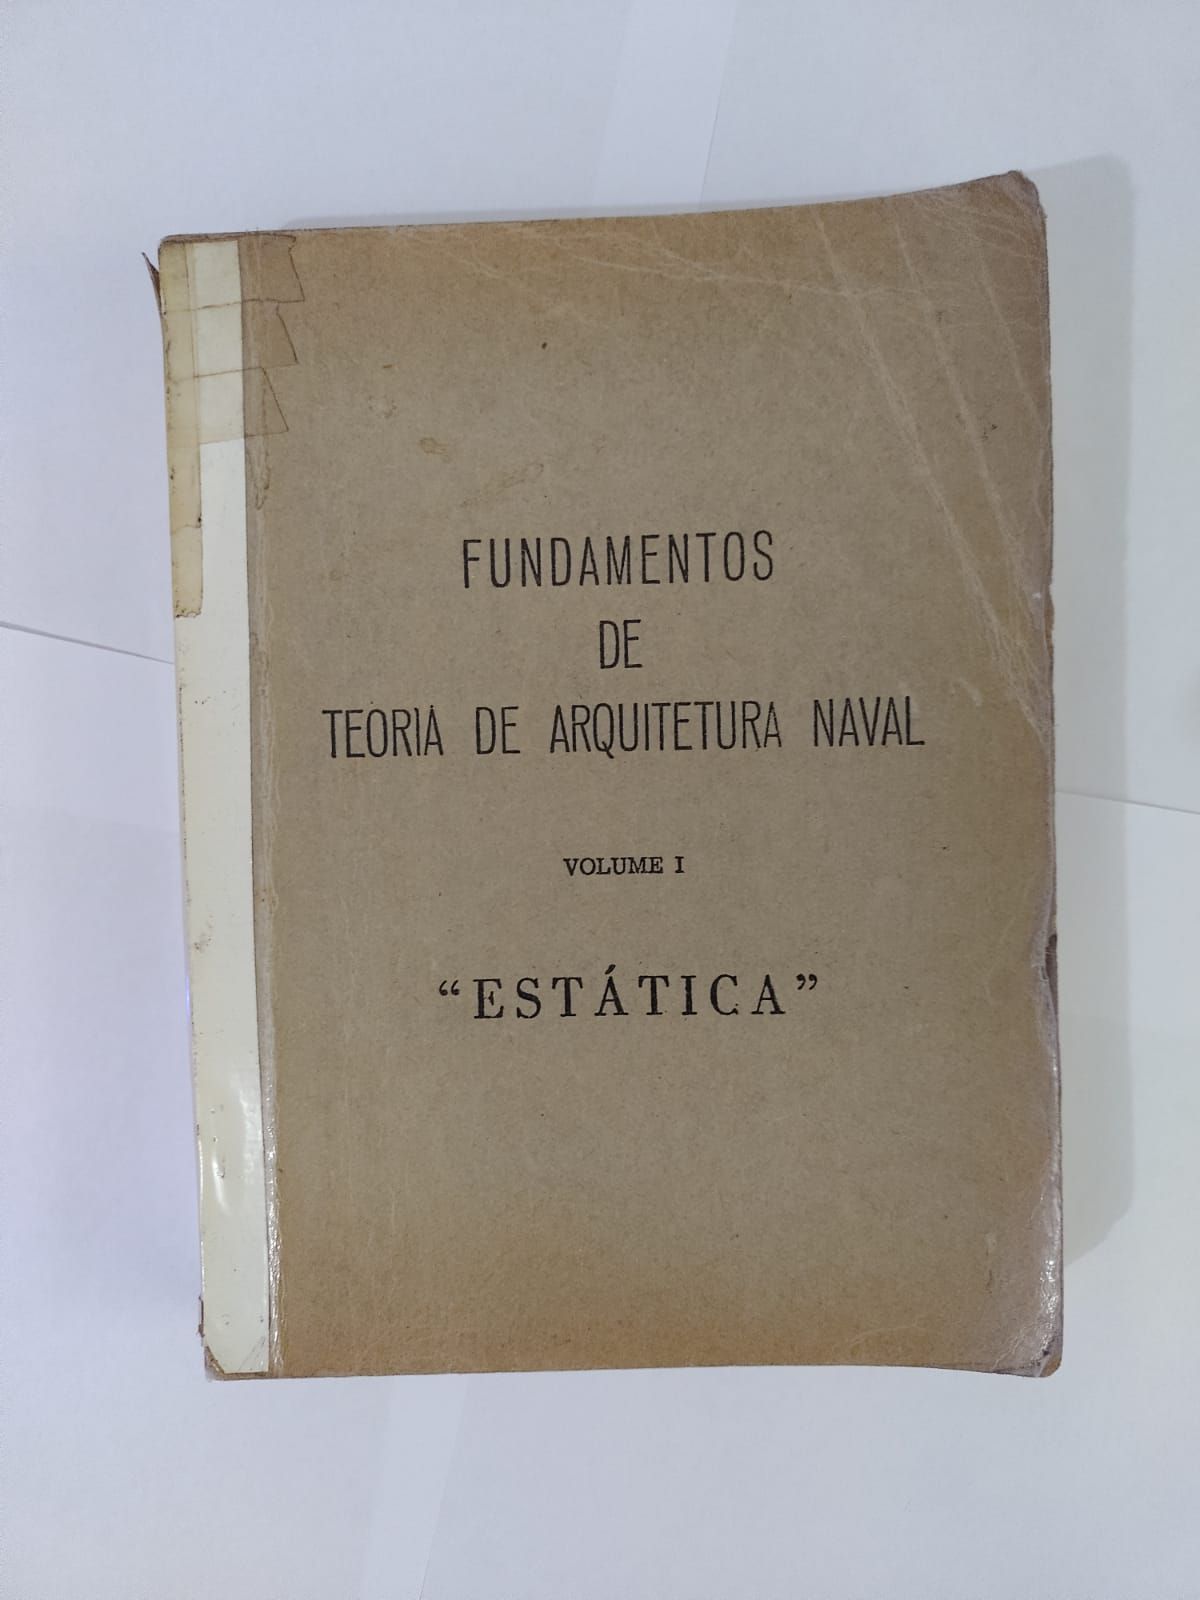 FUNDAMENTOS
DE
TEORIA DE ARQUITETURA NAVAL
VOLUME I
“ESTÁTICA”